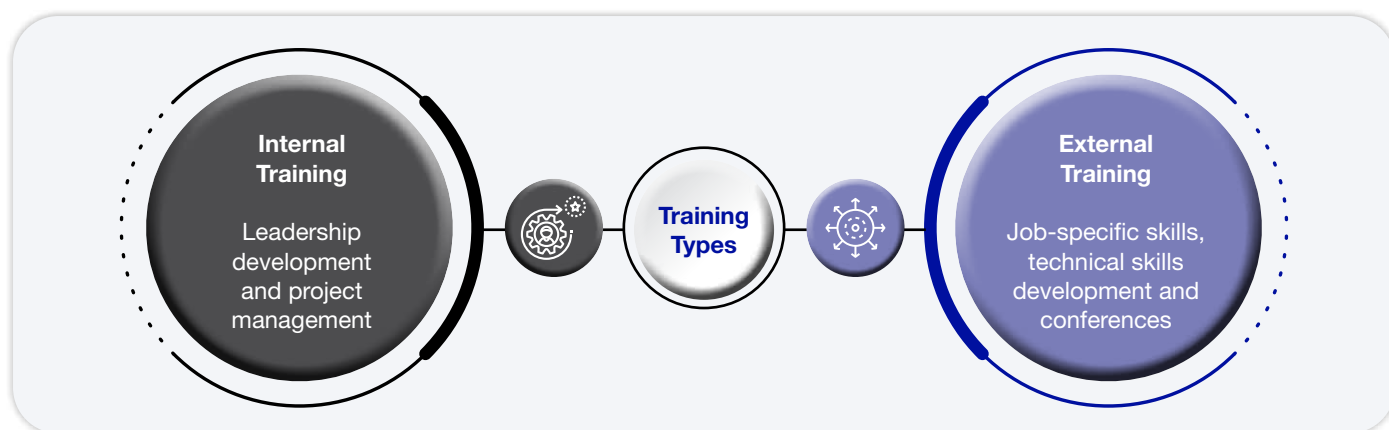 Internal
Training
Leadership
development
and project
management
Training
Types
External
Training
Job-specific skills,
technical skills
development and
conferences